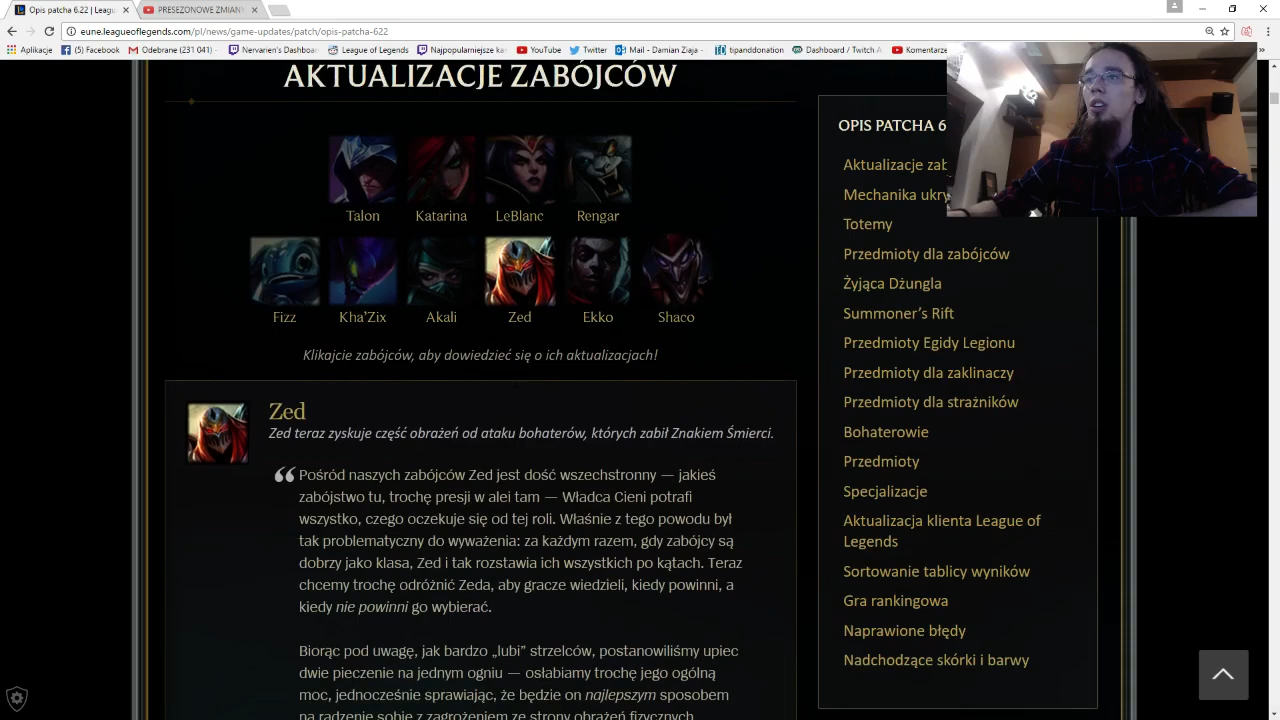 Opis patcha 6.22 | Leagu
PRESEZONOWE ZMIANY
eune.leagueoflegends.com/pl/news/game-updates/patch/opis-patcha-622
Aplikacje
(5) Facebook
Odebrane (231 041)
Nervarien's Dashboard
League of Legends
Najpopularniejsze ka
YouTube
Twitter
Mail - Damian Ziaja
tipanddonation
Dashboard / Twitch
Komentarze
AKTUALIZACJE ZABÓJCÓW
Talon
Katarina
LeBlanc
Rengar
Fizz
Kha'Zix
Akali
Zed
Ekko
Shaco
Klikajcie zabójców, aby dowiedzieć się o ich aktualizacjach!
Zed
Zed teraz zyskuje część obrażeń od ataku bohaterów, których zabił Znakiem Śmierci.
Pośród naszych zabójców Zed jest dość wszechstronny — jakieś
zabójstwo tu, trochę presji w alei tam — Władca Cieni potrafi
wszystko, czego oczekuje się od tej roli. Właśnie z tego powodu był
tak problematyczny do wyważenia: za każdym razem, gdy zabójcy są
dobrzy jako klasa, Zed i tak rozstawia ich wszystkich po kątach. Teraz
chcemy trochę odróżnić Zeda, aby gracze wiedzieli, kiedy powinni, a
kiedy nie powinni go wybierać.
Biorąc pod uwagę, jak bardzo „lubi” strzelców, postanowiliśmy upiec
dwie pieczenie na jednym ogniu — osłabiamy trochę jego ogólną
moc, jednocześnie sprawiając, że będzie on najlepszym sposobem
na radzenie sobie z zagrożeniem ze strony obrażeń fizycznych
OPIS PATCHA 6
Aktualizacje zab
Mechanika ukry
Totemy
Przedmioty dla zabójców
Żyjąca Dżungla
Summoner's Rift
Przedmioty Egidy Legionu
Przedmioty dla zaklinaczy
Przedmioty dla strażników
Bohaterowie
Przedmioty
Specjalizacje
Aktualizacja klienta League of
Legends
Sortowanie tablicy wyników
Gra rankingowa
Naprawione błędy
Nadchodzące skórki i barwy